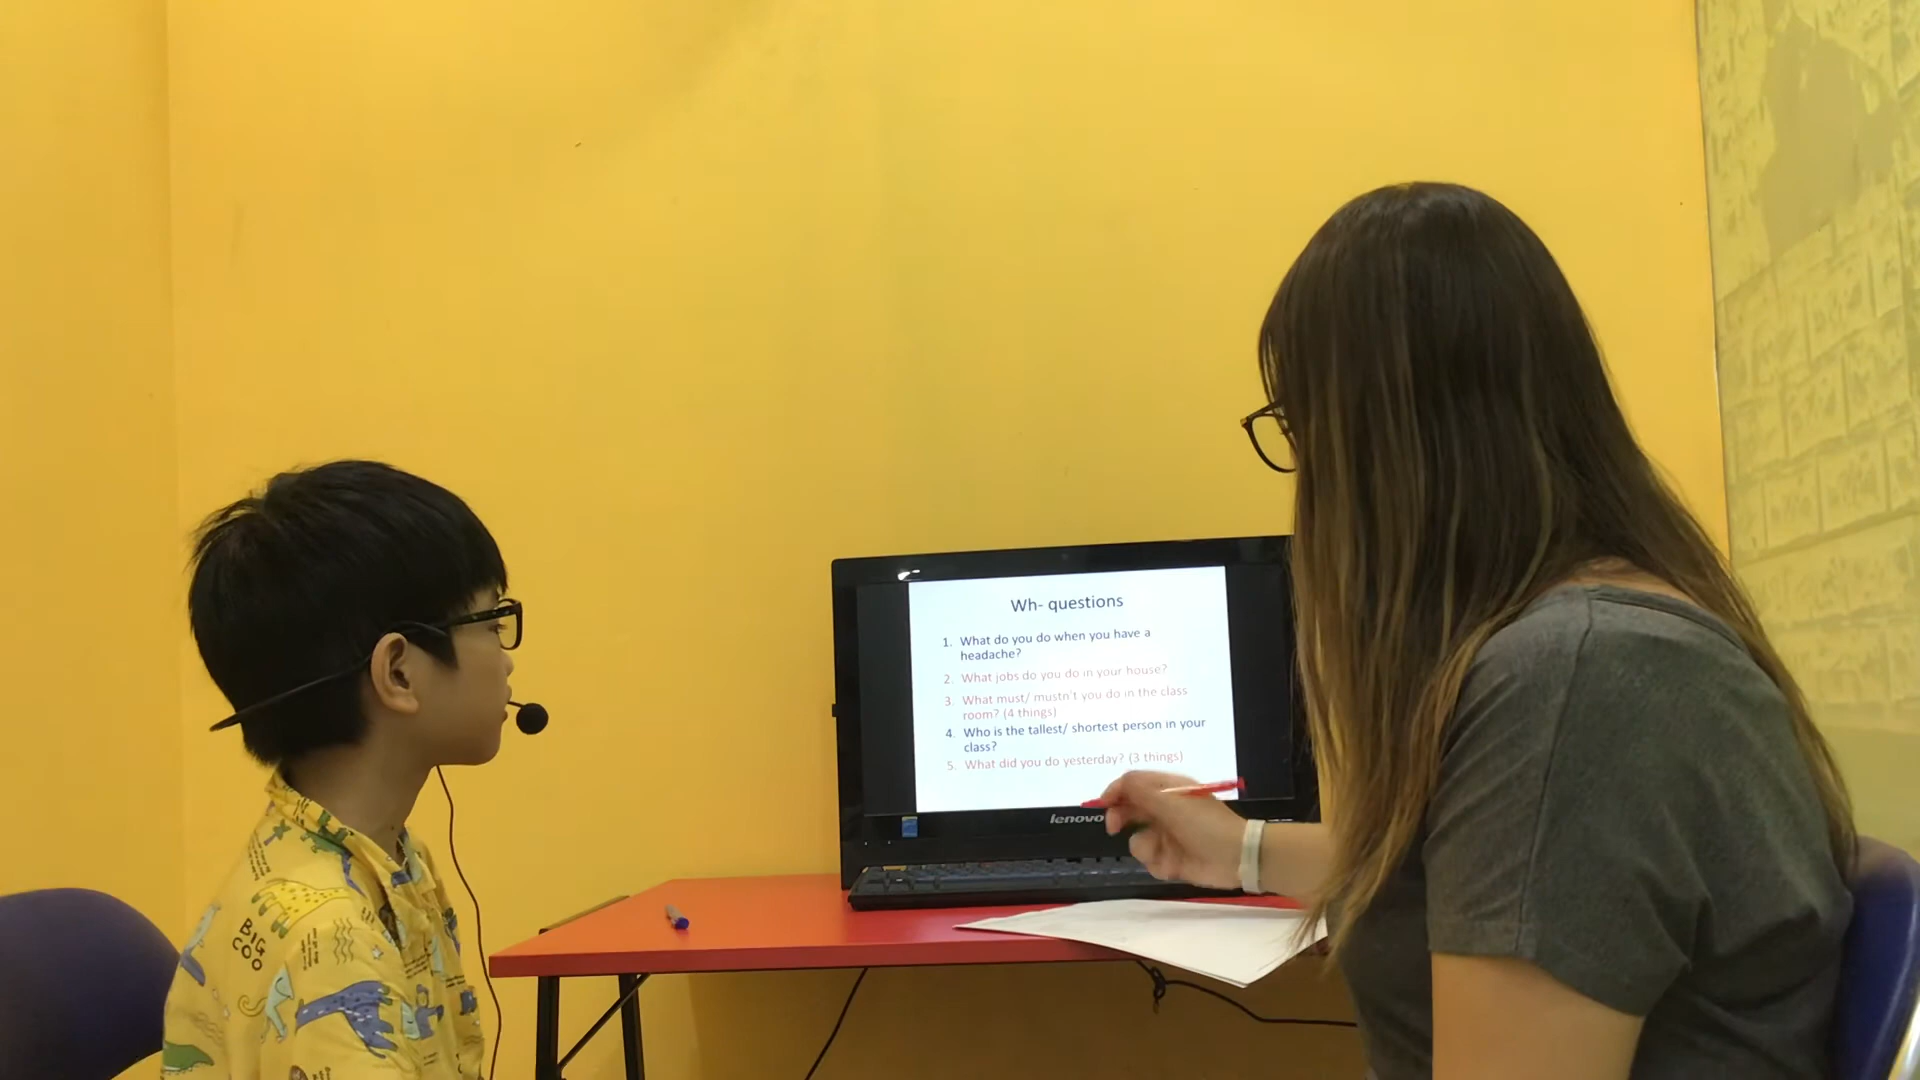 Wh- questions
1. What do you do when you have a
headache?
2. What jobs do you do in your house?
3. What must/ mustn't you do in the class
room? (4 things)
4. Who is the tallest/ shortest person in your
class?
5. What did you do yesterday? (3 things)
lenovo
BIG
COO